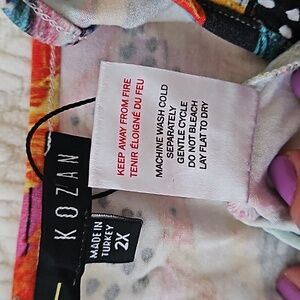 KEEP AWAY FROM FIRE
TENIR ÉLOIGNÉ DU FEU
MACHINE WASH COLD
SEPARATELY
GENTLE CYCLE
DO NOT BLEACH
LAY FLAT TO DRY
KOZAN
MADE IN
TURKEY
2X